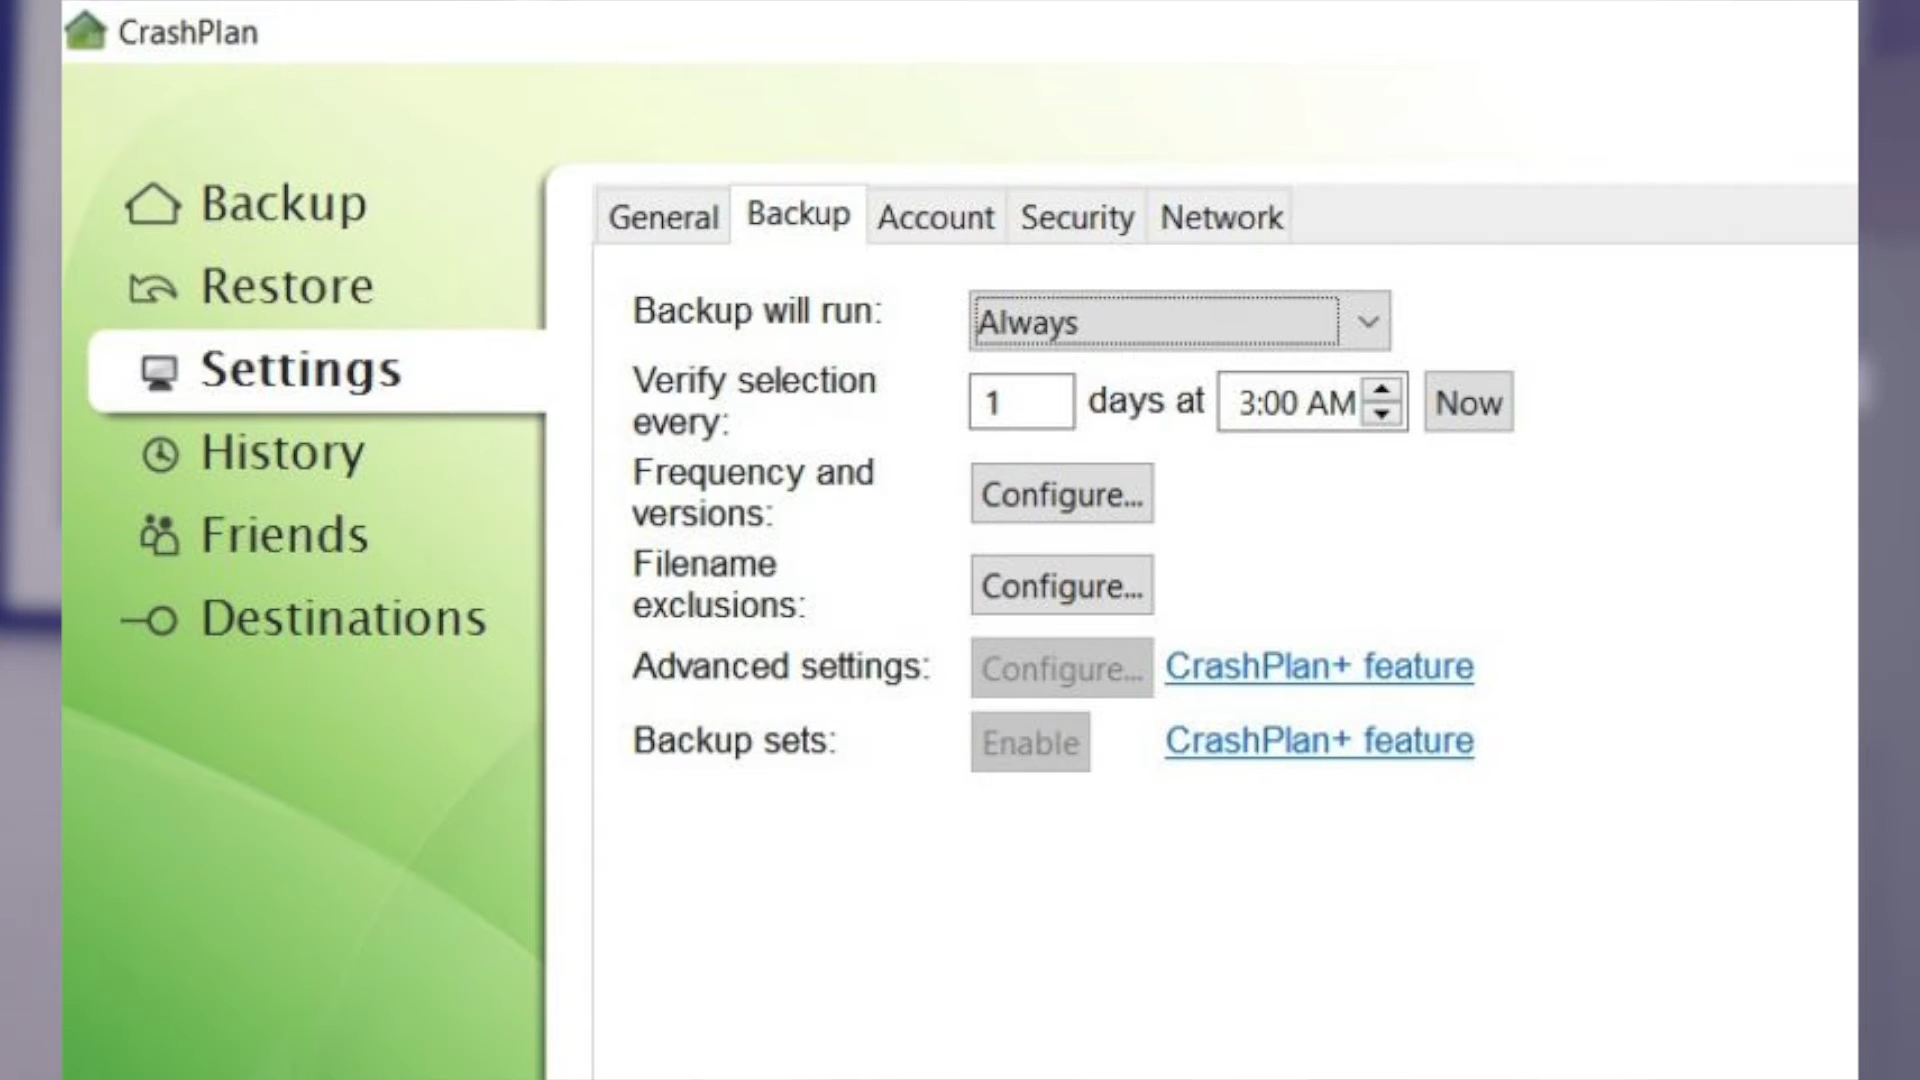 CrashPlan
Backup
Restore
Settings
History
Friends
Destinations
General Backup Account Security Network
Backup will run: Always
Verify selection
every: 1 days at 3:00 AM Now
Frequency and
versions: Configure...
Filename
exclusions: Configure...
Advanced settings: Configure... CrashPlan+ feature
Backup sets: Enable CrashPlan+ feature